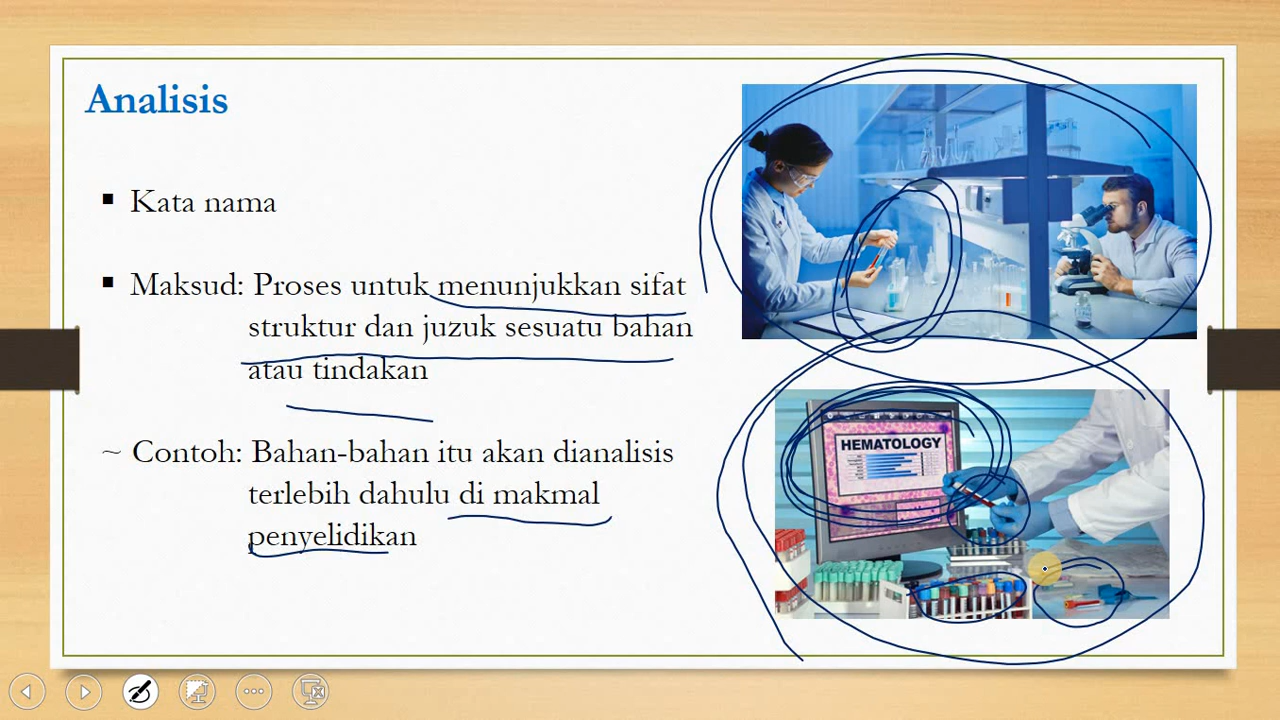 Analisis
▪ Kata nama
▪ Maksud: Proses untuk menunjukkan sifat
struktur dan juzuk sesuatu bahan
atau tindakan
~ Contoh: Bahan-bahan itu akan dianalisis
terlebih dahulu di makmal
penyelidikan
HEMATOLOGY